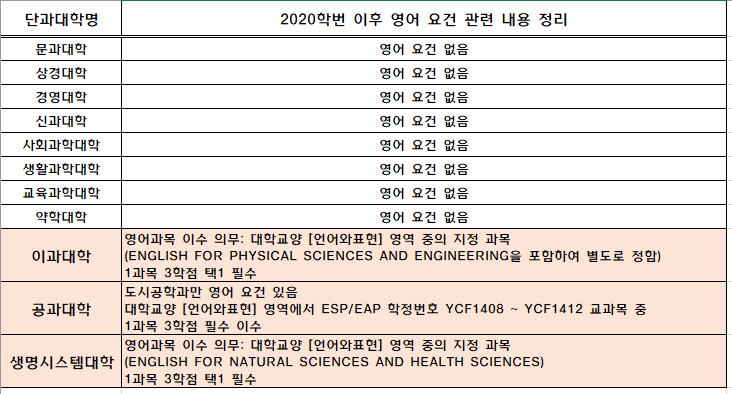 단과대학명 2020학번 이후 영어 요건 관련 내용 정리
문과대학 영어 요건 없음
상경대학 영어 요건 없음
경영대학 영어 요건 없음
신과대학 영어 요건 없음
사회과학대학 영어 요건 없음
생활과학대학 영어 요건 없음
교육과학대학 영어 요건 없음
약학대학 영어 요건 없음
이과대학
영어과목 이수 의무: 대학교양 [언어와표현] 영역 중의 지정 과목
(ENGLISH FOR PHYSICAL SCIENCES AND ENGINEERING을 포함하여 별도로 정함)
1과목 3학점 택1 필수
공과대학
도시공학과만 영어 요건 있음
대학교양 [언어와표현] 영역에서 ESP/EAP 학정번호 YCF1408 ~ YCF1412 교과목 중
1과목 3학점 필수 이수
생명시스템대학
영어과목 이수 의무: 대학교양 [언어와표현] 영역 중의 지정 과목
(ENGLISH FOR NATURAL SCIENCES AND HEALTH SCIENCES)
1과목 3학점 택1 필수